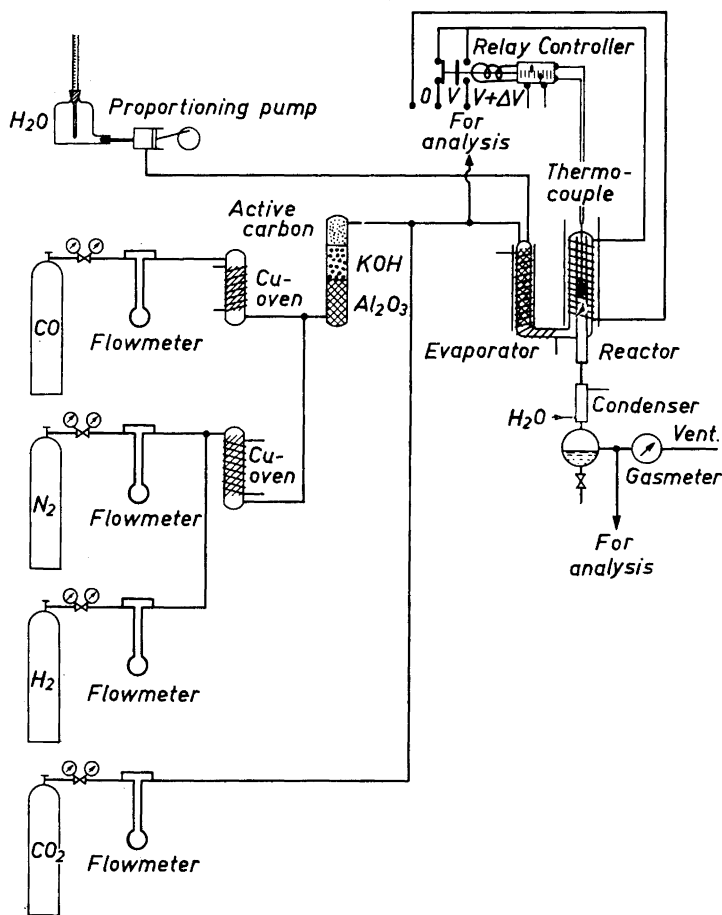 Relay Controller
0 V V+ΔV
For
analysis
H₂O
Proportioning pump
Thermo-
couple
Active
carbon
KOH
Al₂O₃
Cu-
oven
CO
Flowmeter
Evaporator
Reactor
H₂O
Condenser
Vent.
Gasmeter
For
analysis
N₂
Flowmeter
Cu-
oven
H₂
Flowmeter
CO₂
Flowmeter